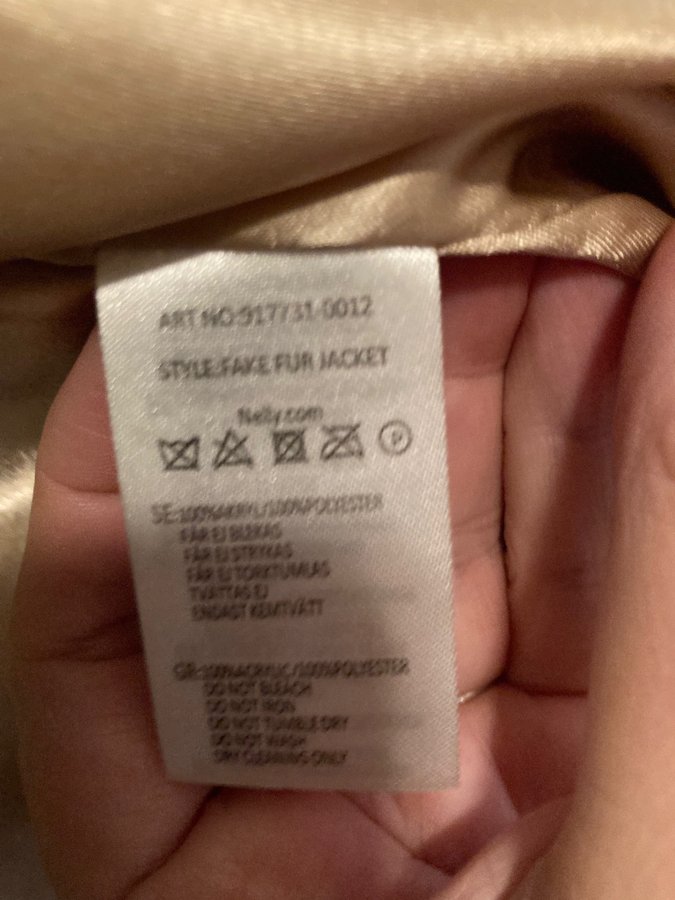 ART NO:917731-0012
STYLE:FAKE FUR JACKET
Nelly.com
P
SE:100%AKRYL/100%POLYESTER
FÅR EJ BLEKAS
FÅR EJ STRYKAS
FÅR EJ TORKTUMLAS
TVÄTTAS EJ
ENDAST KEMTVÄTT
GR:100%ACRYLIC/100%POLYESTER
DO NOT BLEACH
DO NOT IRON
DO NOT TUMBLE DRY
DO NOT WASH
DRY CLEANING ONLY